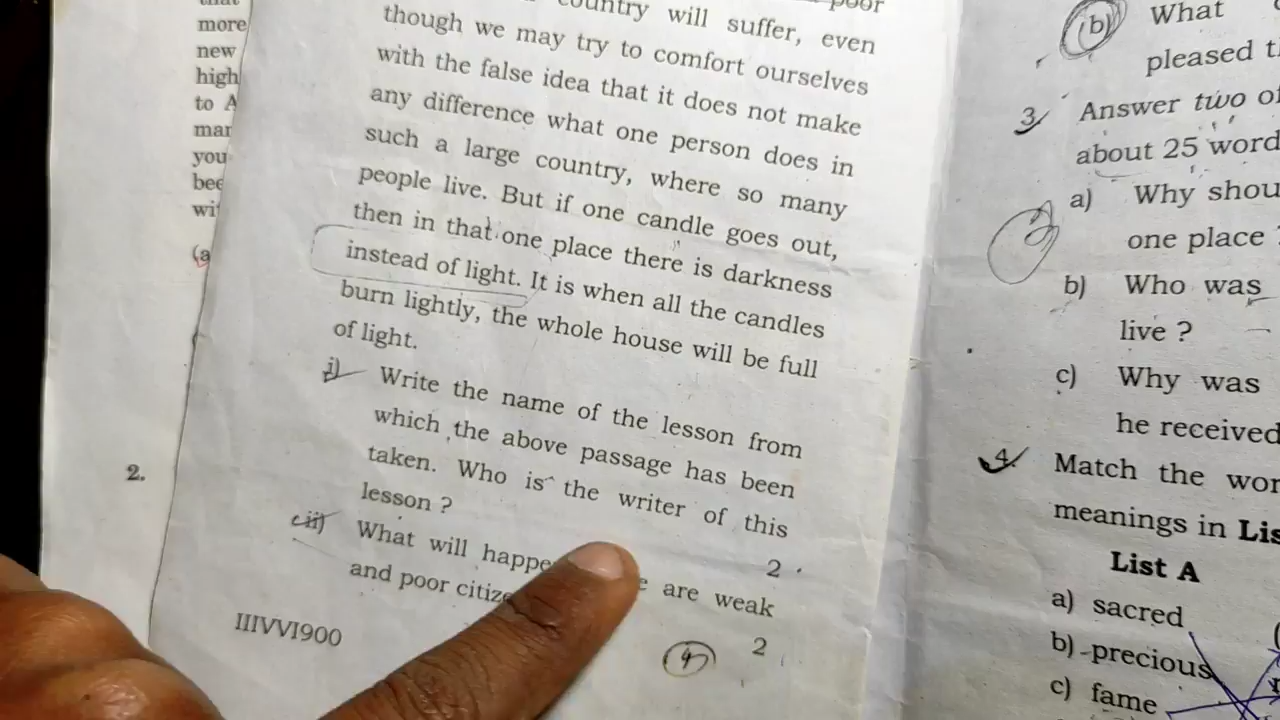 more
new
high
to A
mar
you
bee
2.
poor
country will suffer, even
though we may try to comfort ourselves
with the false idea that it does not make
any difference what one person does in
such a large country, where so many
people live. But if one candle goes out,
then in that one place there is darkness
instead of light. It is when all the candles
burn lightly, the whole house will be full
of light.
i) Write the name of the lesson from
which the above passage has been
taken. Who is the writer of this
lesson ?
2
ii) What will happe are weak
and poor citize
2
4
IIIVVI900
b) What
pleased t
3. Answer two of
about 25 word
a) Why shou
one place ?
b) Who was
live ?
c) Why was
he received
4. Match the wor
meanings in Lis
List A
a) sacred
b) precious
c) fame